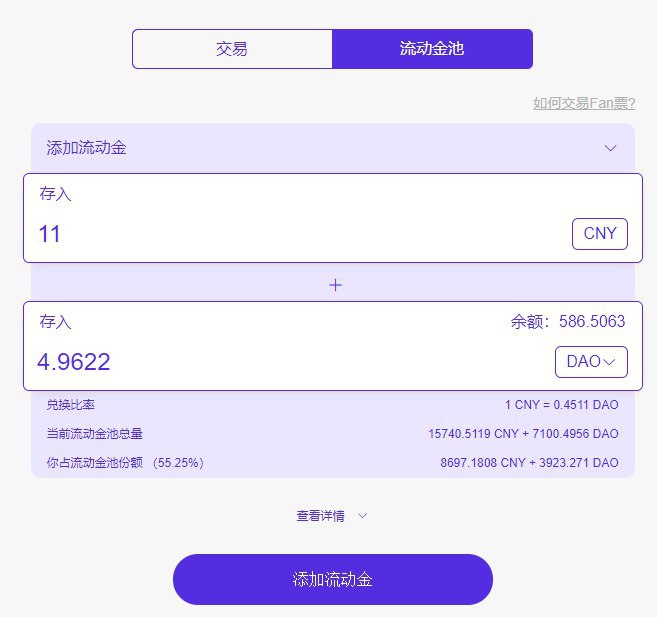 交易
流动金池
如何交易Fan票?
添加流动金
存入
11
CNY
+
存入
余额：586.5063
4.9622
DAO
兑换比率
1 CNY = 0.4511 DAO
当前流动金池总量
15740.5119 CNY + 7100.4956 DAO
你占流动金池份额 （55.25%）
8697.1808 CNY + 3923.271 DAO
查看详情
添加流动金